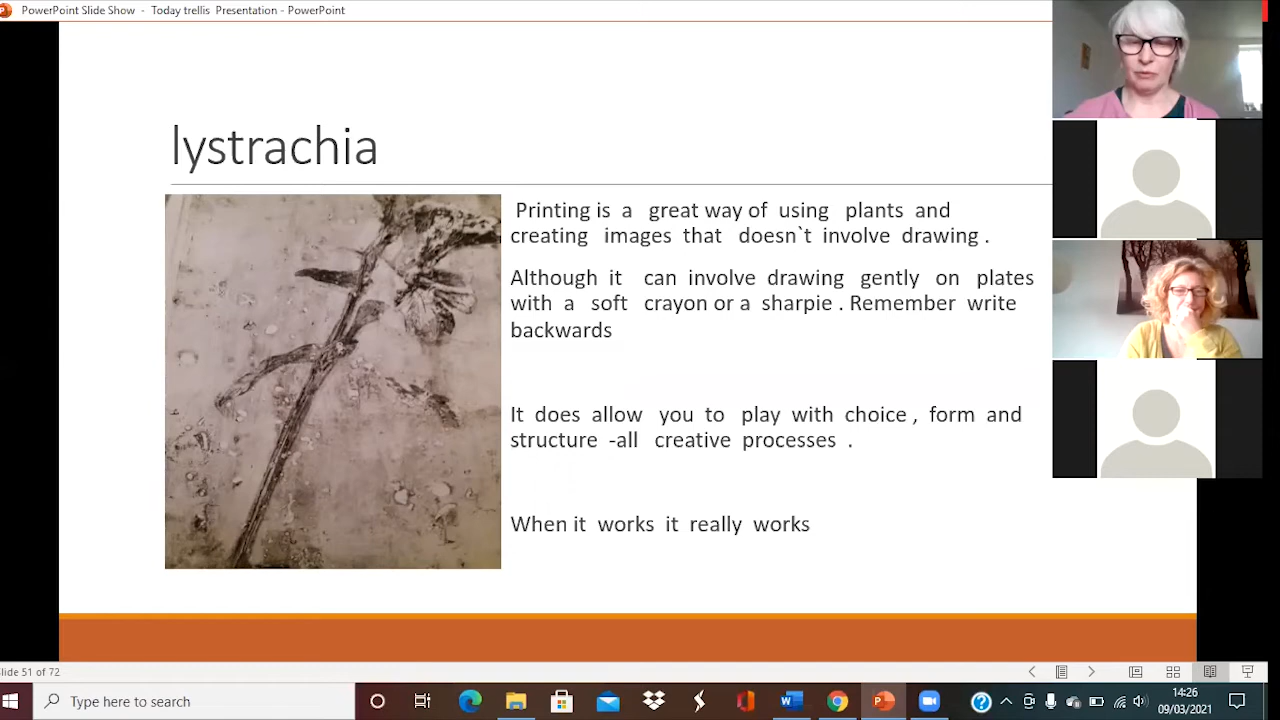 PowerPoint Slide Show - Today trellis Presentation - PowerPoint
lystrachia
Printing is a great way of using plants and
creating images that doesn`t involve drawing .
Although it can involve drawing gently on plates
with a soft crayon or a sharpie . Remember write
backwards
It does allow you to play with choice , form and
structure -all creative processes .
When it works it really works
Slide 51 of 72
Type here to search
14:26
09/03/2021